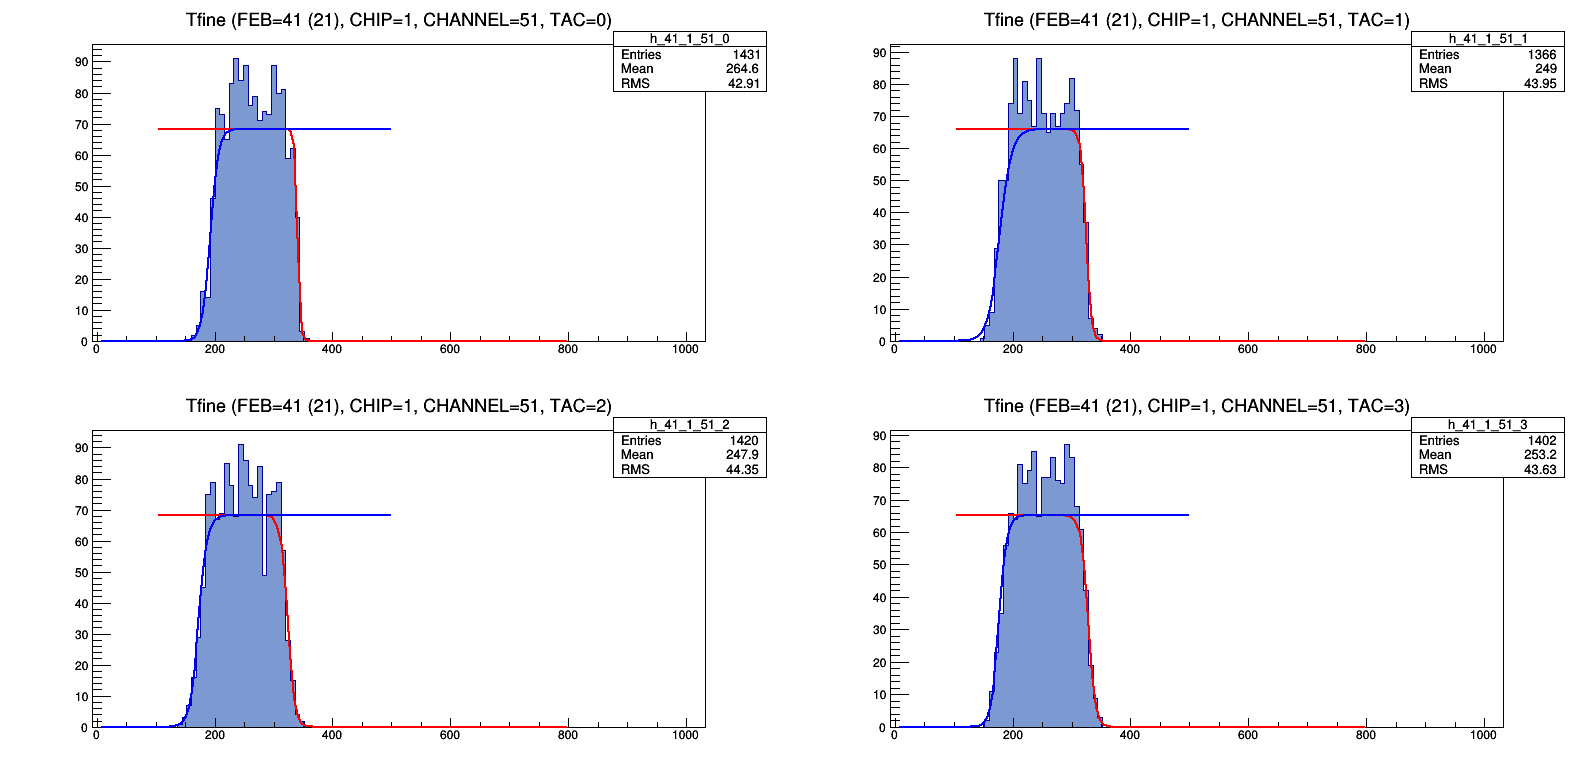 Tfine (FEB=41 (21), CHIP=1, CHANNEL=51, TAC=0)
h_41_1_51_0
Entries 1431
Mean 264.6
RMS 42.91
90
80
70
60
50
40
30
20
10
0
0 200 400 600 800 1000
Tfine (FEB=41 (21), CHIP=1, CHANNEL=51, TAC=1)
h_41_1_51_1
Entries 1366
Mean 249
RMS 43.95
90
80
70
60
50
40
30
20
10
0
0 200 400 600 800 1000
Tfine (FEB=41 (21), CHIP=1, CHANNEL=51, TAC=2)
h_41_1_51_2
Entries 1420
Mean 247.9
RMS 44.35
90
80
70
60
50
40
30
20
10
0
0 200 400 600 800 1000
Tfine (FEB=41 (21), CHIP=1, CHANNEL=51, TAC=3)
h_41_1_51_3
Entries 1402
Mean 253.2
RMS 43.63
90
80
70
60
50
40
30
20
10
0
0 200 400 600 800 1000